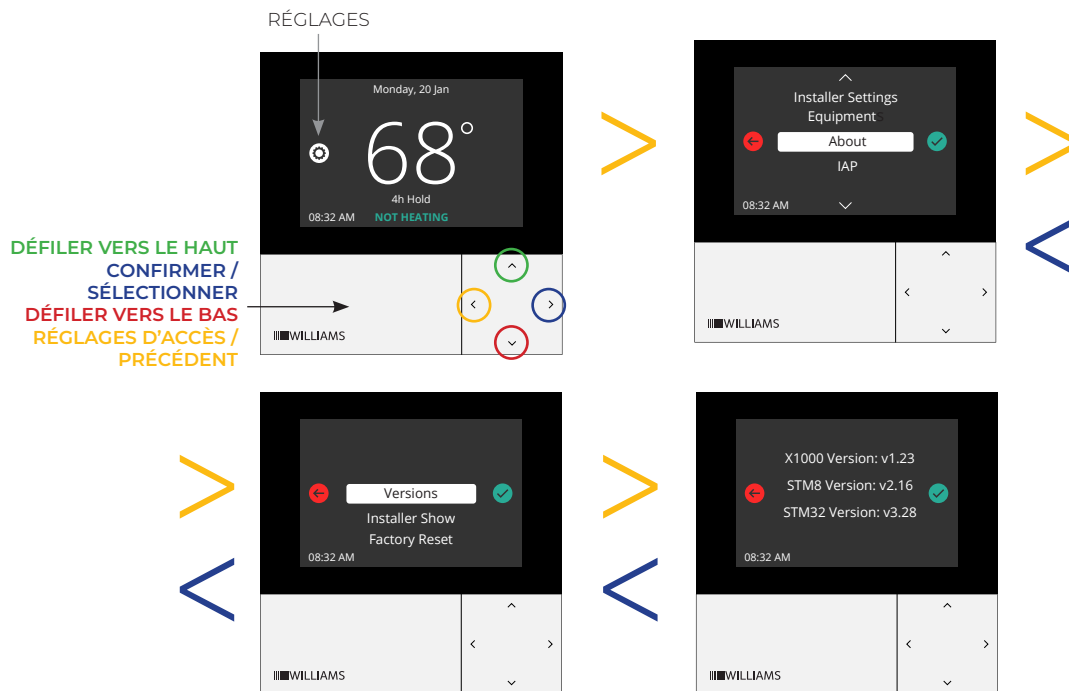 RÉGLAGES
Monday, 20 Jan
68°
4h Hold
08:32 AM NOT HEATING
DÉFILER VERS LE HAUT
CONFIRMER /
SÉLECTIONNER
DÉFILER VERS LE BAS
RÉGLAGES D'ACCÈS /
PRÉCÉDENT
WILLIAMS
Installer Settings
Equipments
About
IAP
08:32 AM
WILLIAMS
Versions
Installer Show
Factory Reset
08:32 AM
WILLIAMS
X1000 Version: v1.23
STM8 Version: v2.16
STM32 Version: v3.28
08:32 AM
WILLIAMS